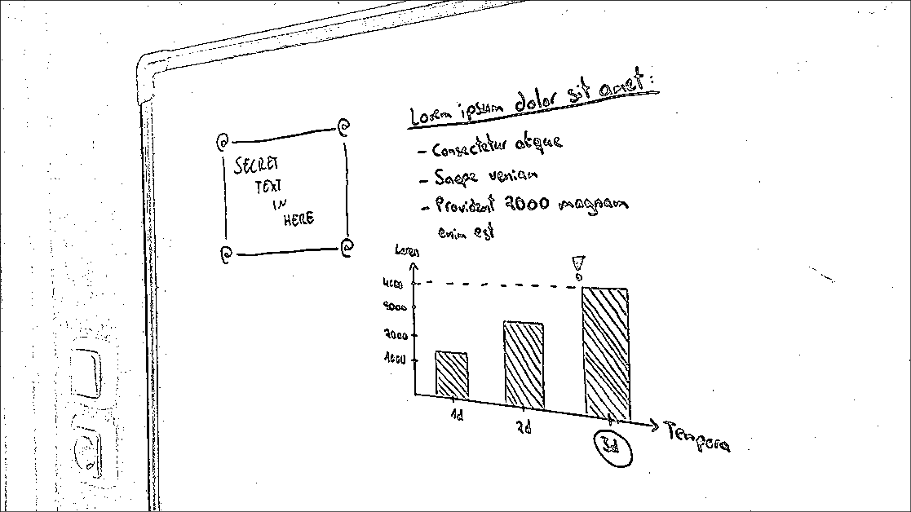 Lorem ipsum dolor sit amet:
SECRET
TEXT
IN
HERE
- Consectetur atque
- Saepe veniam
- Provident 2000 magnam
enim est
Lorem
4000
3000
2000
1000
1d
2d
3d
Tempora